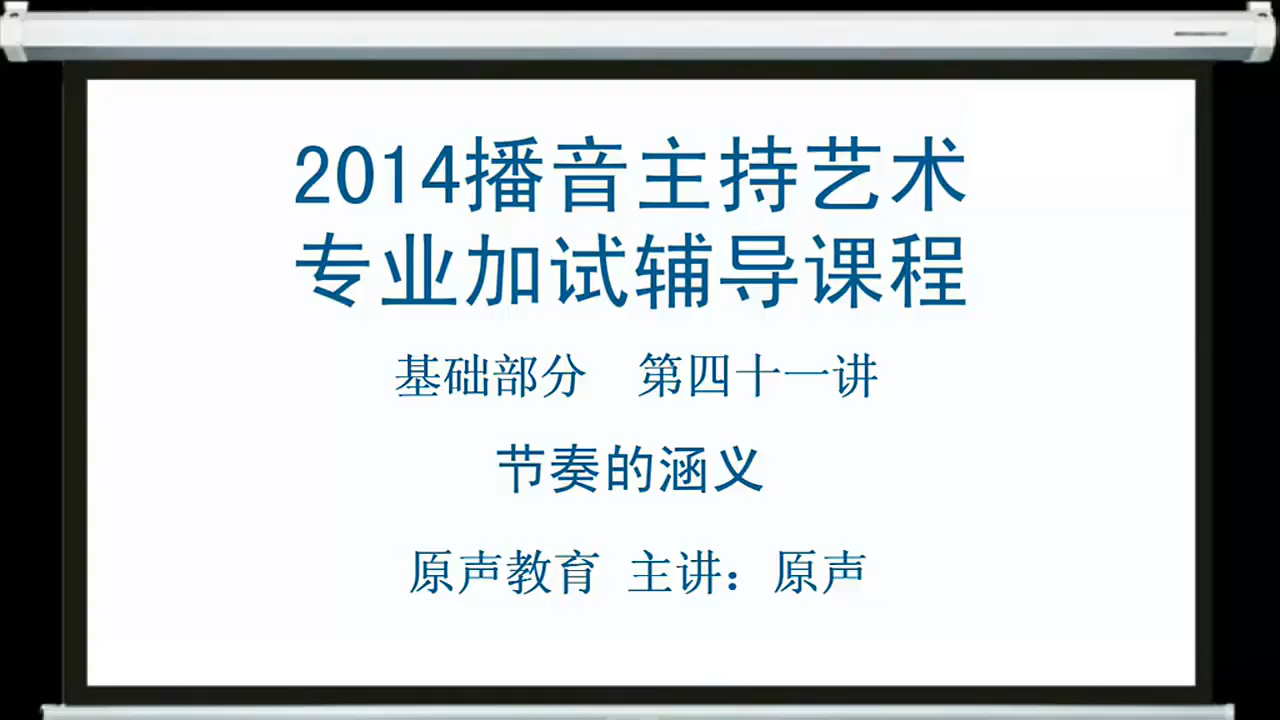 2014播音主持艺术
专业加试辅导课程
基础部分 第四十一讲
节奏的涵义
原声教育 主讲：原声